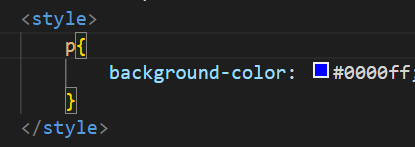 <style>
p{
background-color: #0000ff;
}
</style>